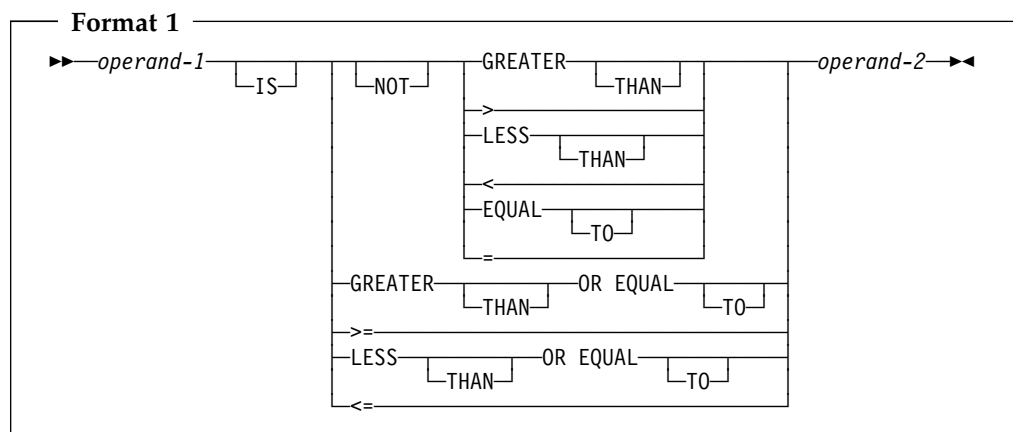 Format 1
operand-1 GREATER operand-2
IS NOT THAN
>
LESS
THAN
<
EQUAL
TO
=
GREATER OR EQUAL
THAN TO
>=
LESS OR EQUAL
THAN TO
<=